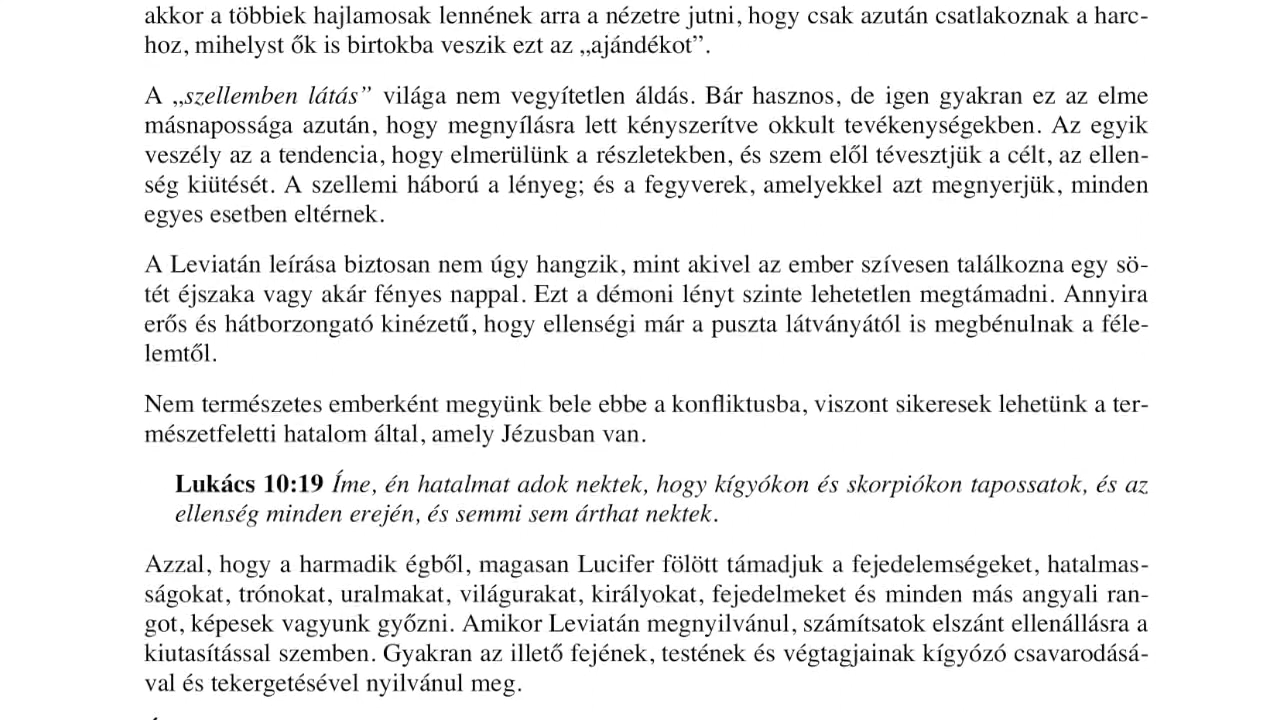 akkor a többiek hajlamosak lennének arra a nézetre jutni, hogy csak azután csatlakoznak a harc-
hoz, mihelyst ők is birtokba veszik ezt az „ajándékot”.
A „szellemben látás” világa nem vegyítetlen áldás. Bár hasznos, de igen gyakran ez az elme
másnapossága azután, hogy megnyílásra lett kényszerítve okkult tevékenységekben. Az egyik
veszély az a tendencia, hogy elmerülünk a részletekben, és szem elől tévesztjük a célt, az ellen-
ség kiütését. A szellemi háború a lényeg; és a fegyverek, amelyekkel azt megnyerjük, minden
egyes esetben eltérnek.
A Leviatán leírása biztosan nem úgy hangzik, mint akivel az ember szívesen találkozna egy sö-
tét éjszaka vagy akár fényes nappal. Ezt a démoni lényt szinte lehetetlen megtámadni. Annyira
erős és hátborzongató kinézetű, hogy ellenségi már a puszta látványától is megbénulnak a féle-
lemtől.
Nem természetes emberként megyünk bele ebbe a konfliktusba, viszont sikeresek lehetünk a ter-
mészetfeletti hatalom által, amely Jézusban van.
Lukács 10:19 Íme, én hatalmat adok nektek, hogy kígyókon és skorpiókon tapossatok, és az
ellenség minden erején, és semmi sem árthat nektek.
Azzal, hogy a harmadik égből, magasan Lucifer fölött támadjuk a fejedelemségeket, hatalmas-
ságokat, trónokat, uralmakat, világurakat, királyokat, fejedelmeket és minden más angyali ran-
got, képesek vagyunk győzni. Amikor Leviatán megnyilvánul, számítsatok elszánt ellenállásra a
kiutasítással szemben. Gyakran az illető fejének, testének és végtagjainak kígyózó csavarodásá-
val és tekergetésével nyilvánul meg.